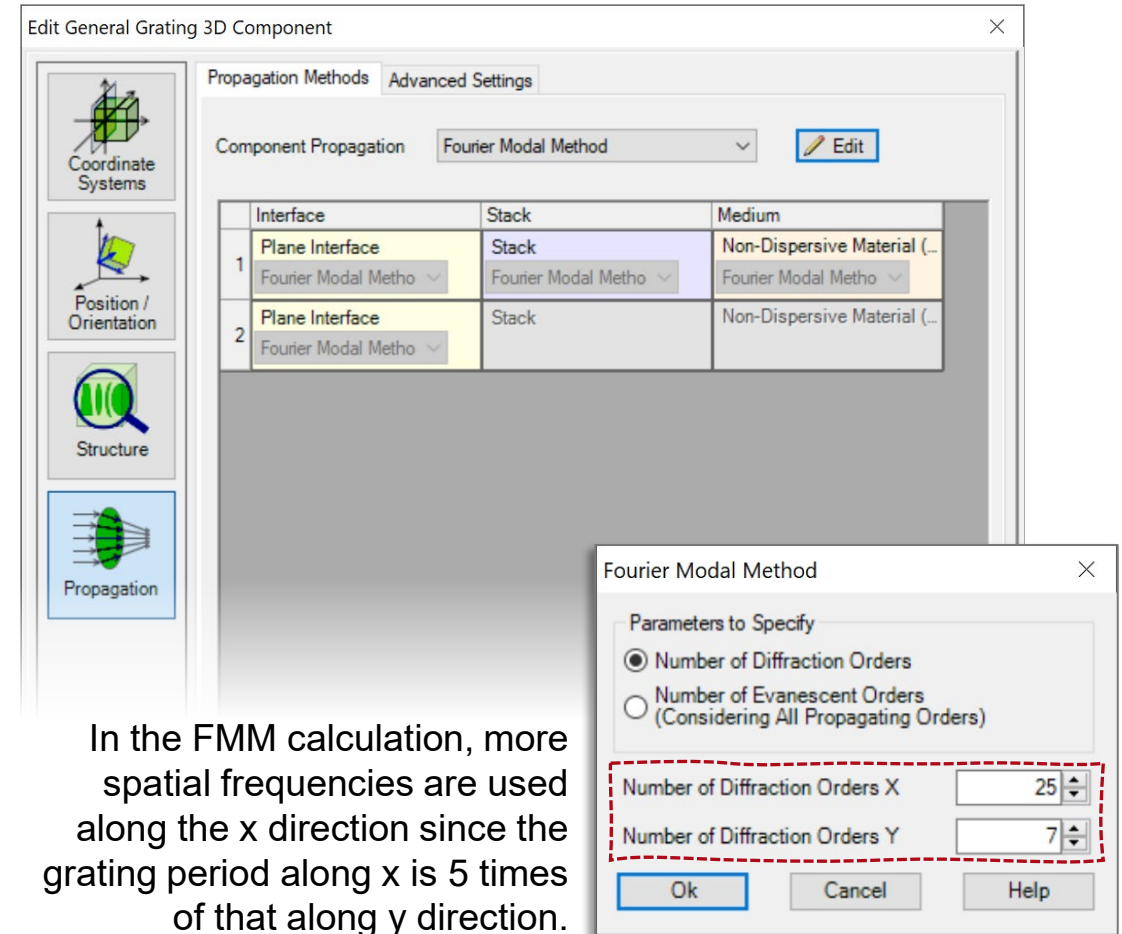 Edit General Grating 3D Component
Propagation Methods
Advanced Settings
Coordinate
Systems
Component Propagation
Fourier Modal Method
Edit
Interface
Stack
Medium
1
Plane Interface
Stack
Non-Dispersive Material (...
Fourier Modal Metho
Fourier Modal Metho
Fourier Modal Metho
2
Plane Interface
Stack
Non-Dispersive Material (...
Fourier Modal Metho
Position /
Orientation
Structure
Propagation
Fourier Modal Method
Parameters to Specify
Number of Diffraction Orders
Number of Evanescent Orders
(Considering All Propagating Orders)
Number of Diffraction Orders X
25
Number of Diffraction Orders Y
7
Ok
Cancel
Help
In the FMM calculation, more
spatial frequencies are used
along the x direction since the
grating period along x is 5 times
of that along y direction.